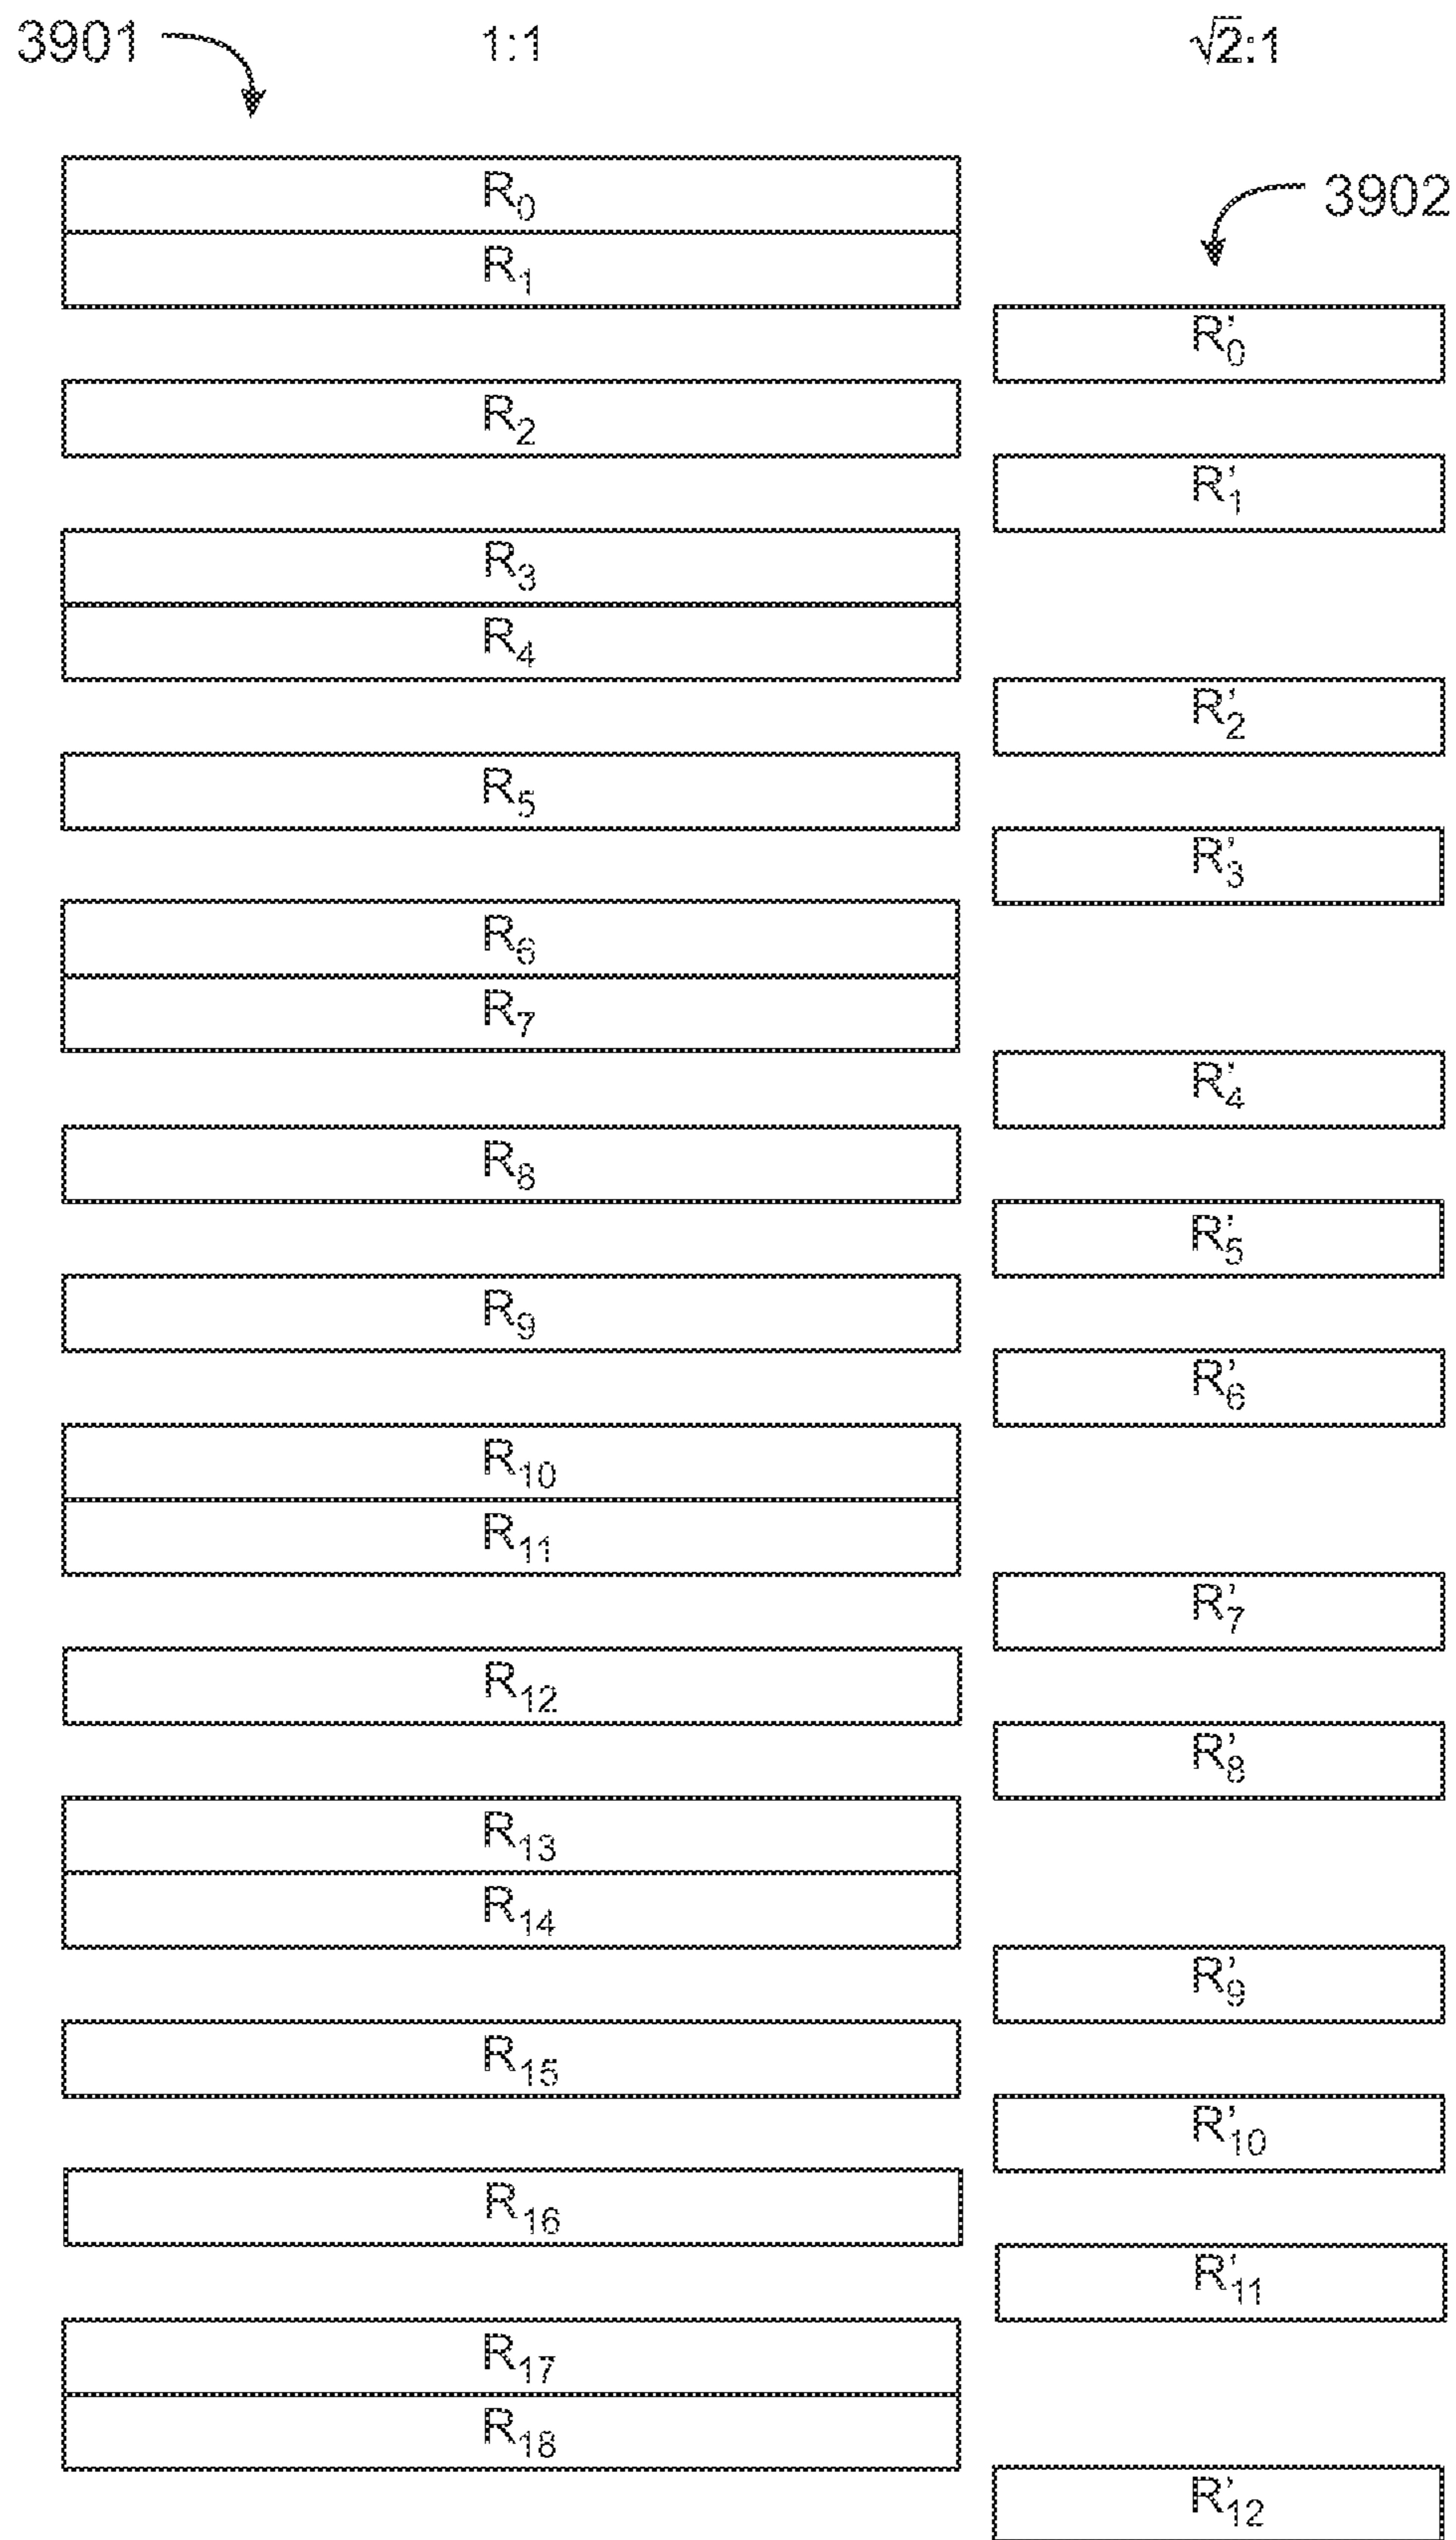 3901 1:1 √2:1
R₀
3902
R₁
R'₀
R₂
R'₁
R₃
R₄
R'₂
R₅
R'₃
R₆
R₇
R'₄
R₈
R'₅
R₉
R'₆
R₁₀
R₁₁
R'₇
R₁₂
R'₈
R₁₃
R₁₄
R'₉
R₁₅
R'₁₀
R₁₆
R'₁₁
R₁₇
R₁₈
R'₁₂